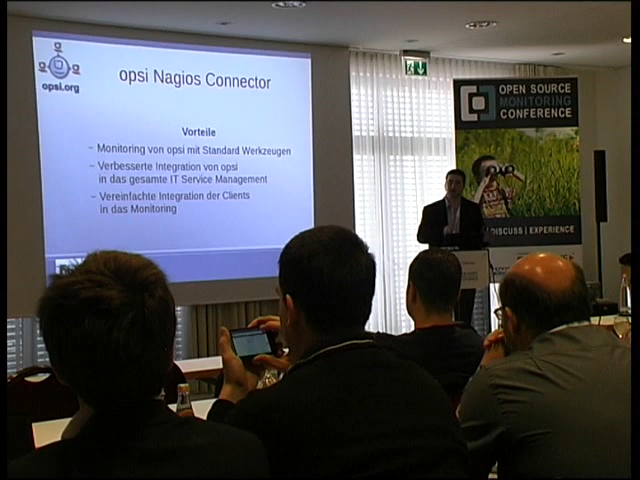 opsi.org
opsi Nagios Connector
Vorteile
– Monitoring von opsi mit Standard Werkzeugen
– Verbesserte Integration von opsi
in das gesamte IT Service Management
– Vereinfachte Integration der Clients
in das Monitoring
OPEN SOURCE
MONITORING
CONFERENCE
DISCUSS | EXPERIENCE